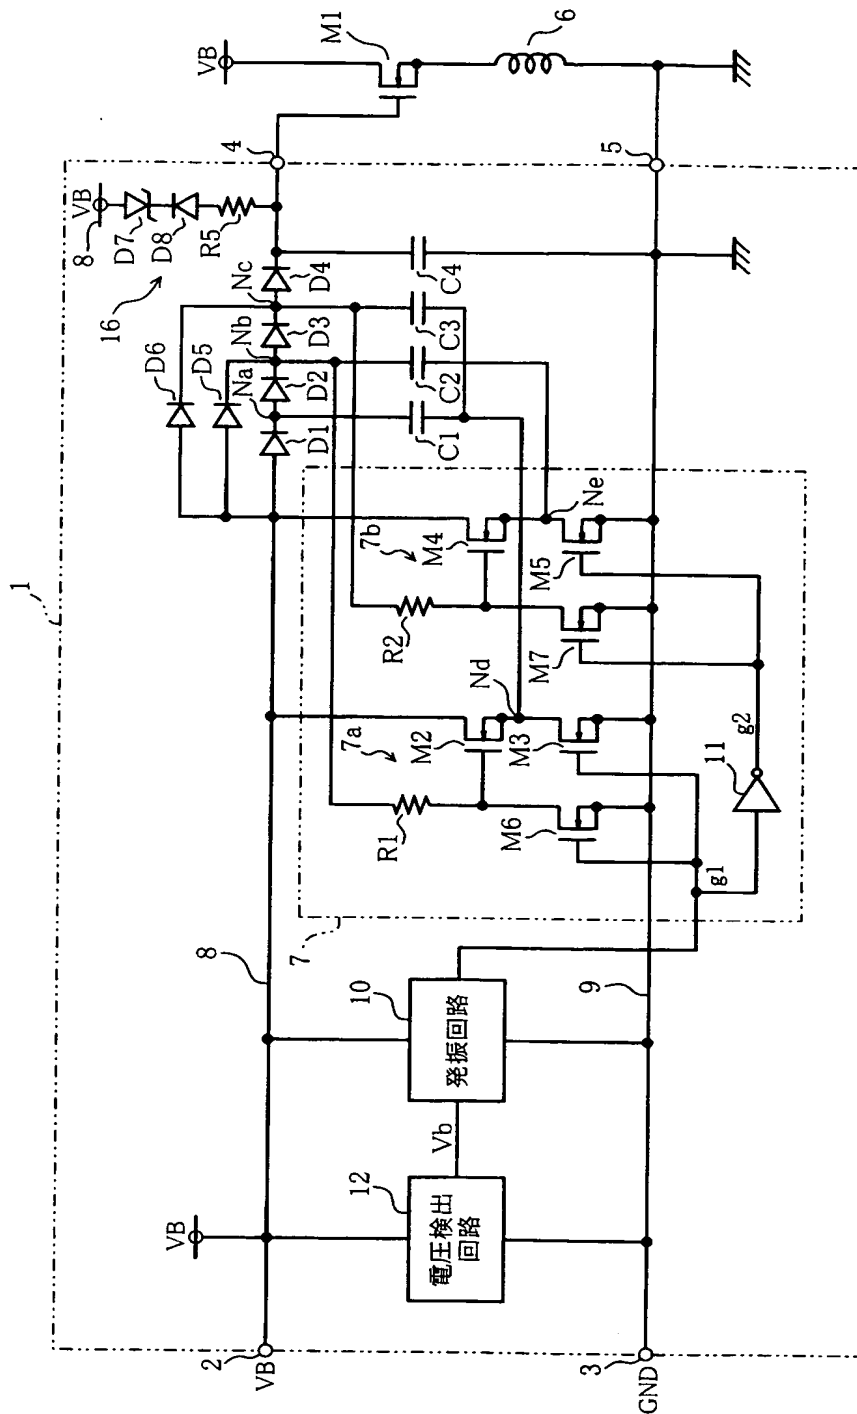 1
VB
VB
8
D7
D8
R5
16
D6
D5
Na
Nb
Nc
D1
D2
D3
D4
4
M1
6
C1
C2
C3
C4
5
8
VB
2
VB
12
電圧検出
回路
Vb
10
発振回路
7
7a
R1
M2
Nd
7b
R2
M4
Ne
M6
M3
M7
M5
g1
11
g2
9
3
GND